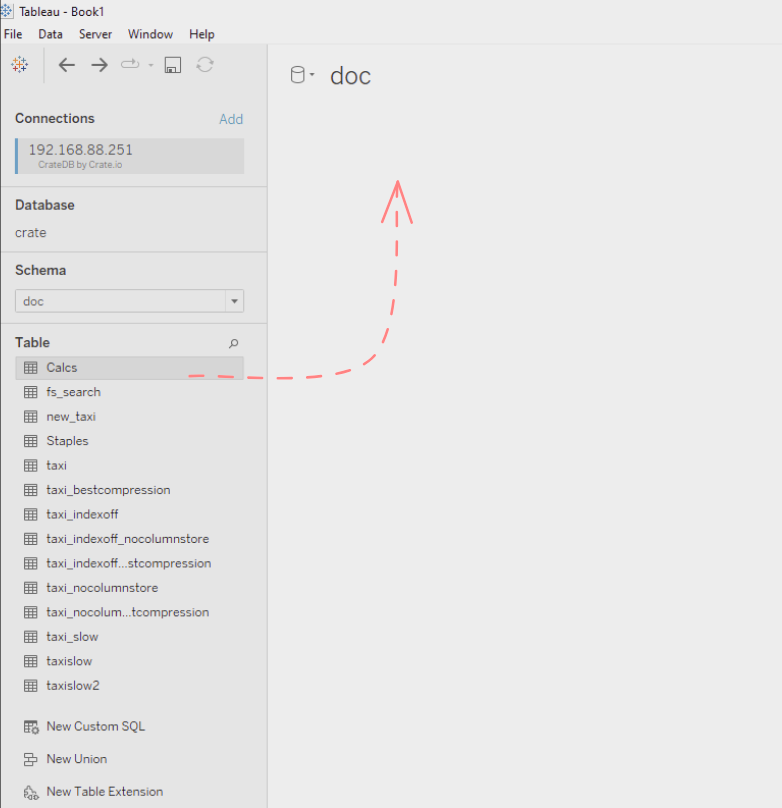 Tableau - Book1
File Data Server Window Help
doc
Connections Add
192.168.88.251
CrateDB by Crate.io
Database
crate
Schema
doc
Table
Calcs
fs_search
new_taxi
Staples
taxi
taxi_bestcompression
taxi_indexoff
taxi_indexoff_nocolumnstore
taxi_indexoff...stcompression
taxi_nocolumnstore
taxi_nocolum...tcompression
taxi_slow
taxislow
taxislow2
New Custom SQL
New Union
New Table Extension